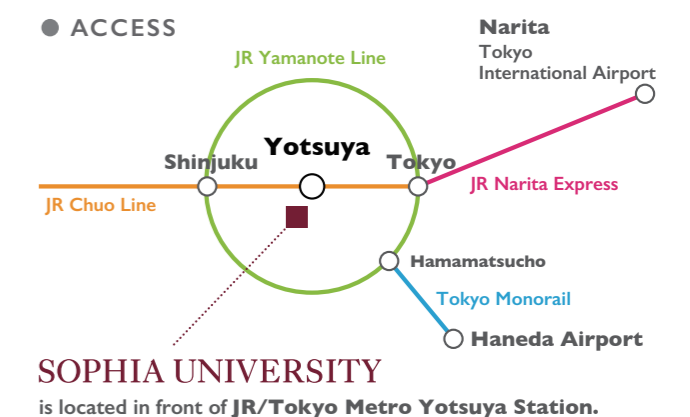 ACCESS
Narita
Tokyo
International Airport
JR Yamanote Line
Yotsuya
Shinjuku
Tokyo
JR Narita Express
JR Chuo Line
Hamamatsucho
Tokyo Monorail
Haneda Airport
SOPHIA UNIVERSITY
is located in front of JR/Tokyo Metro Yotsuya Station.